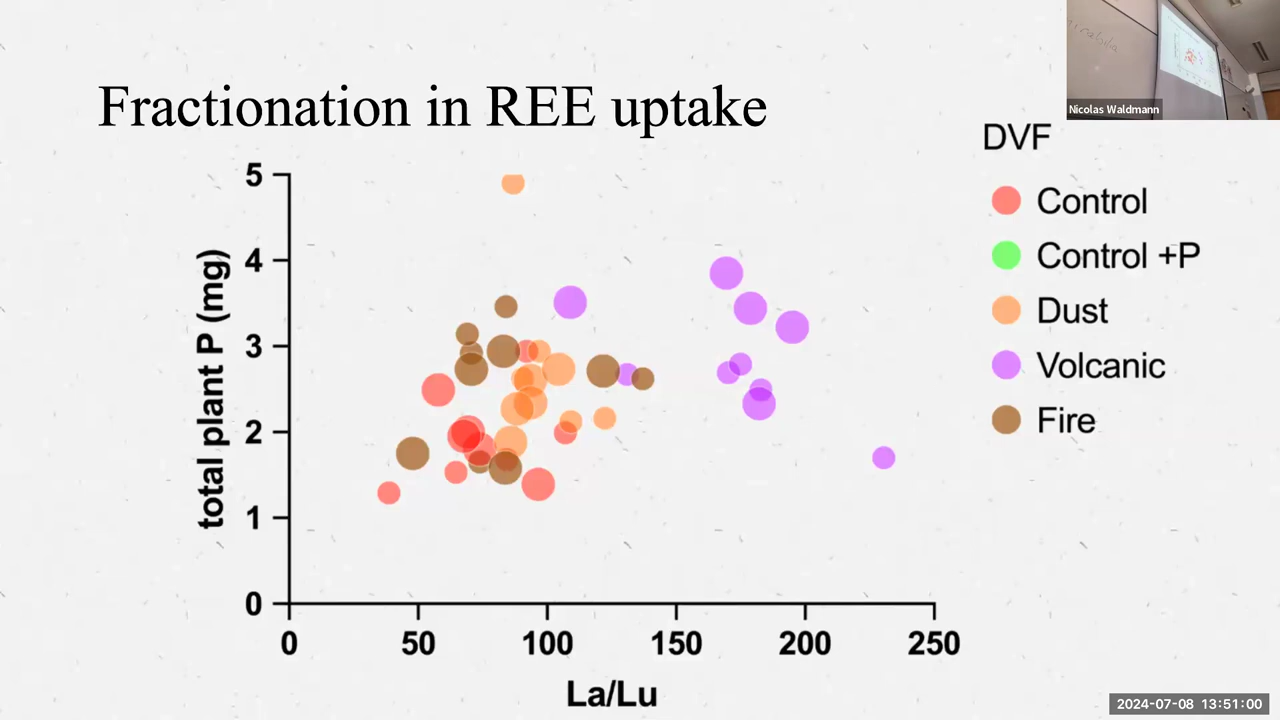 Fractionation in REE uptake
Nicolas Waldmann
DVF
Control
Control +P
Dust
Volcanic
Fire
total plant P (mg)
5
4
3
2
1
0
0 50 100 150 200 250
La/Lu
2024-07-08 13:51:00